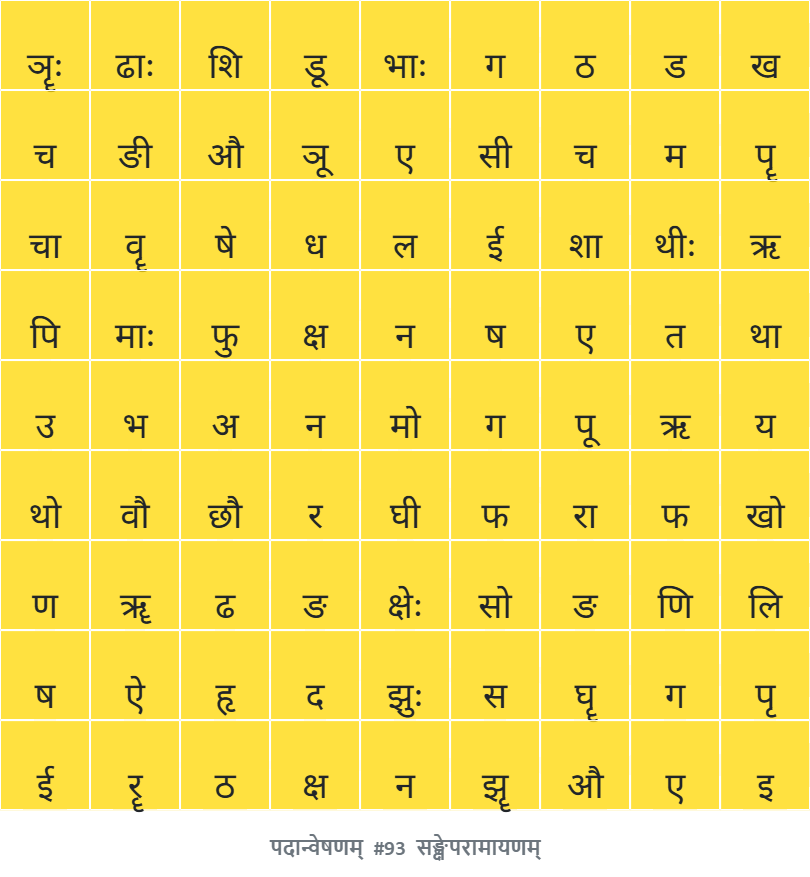 ञॄः ढाः शि डू भाः ग ठ ड ख
च ङी औ ञू ए सी च म पॄ
चा वॄ षे ध ल ई शा थीः ऋ
पि माः फु क्ष न ष ए त था
उ भ अ न मो ग पू ऋ य
थो वौ छौ र घी फ रा फ खो
ण ॠ ढ ङ क्षेः सो ङ णि लि
ष ऐ हृ द झुः स घॄ ग पृ
ई रॄ ठ क्ष न झॄ औ ए इ
पदान्वेषणम् #93 सङ्क्षेपरामायणम्